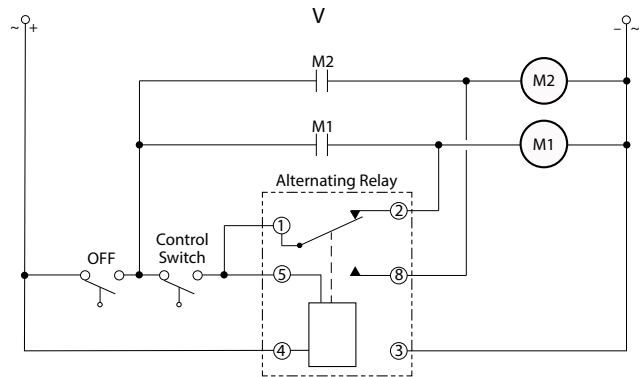 V
~ +
− ~
M2
M2
M1
M1
Alternating Relay
1
2
OFF
Control
Switch
5
8
4
3